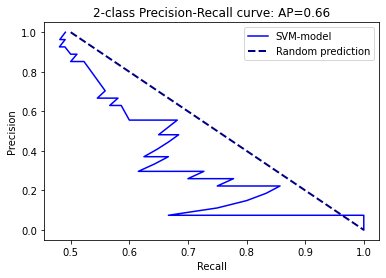 2-class Precision-Recall curve: AP=0.66
SVM-model
Random prediction
Precision
1.0
0.8
0.6
0.4
0.2
0.0
0.5 0.6 0.7 0.8 0.9 1.0
Recall